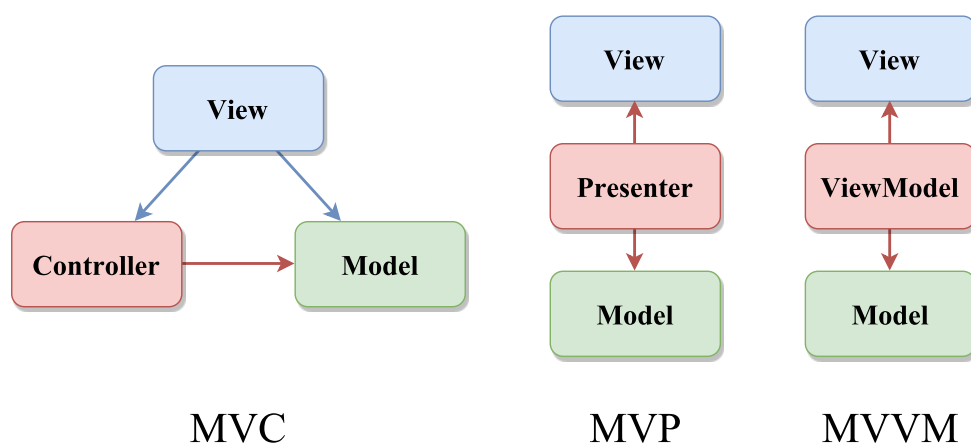 View
Controller
Model
MVC
View
Presenter
Model
MVP
View
ViewModel
Model
MVVM